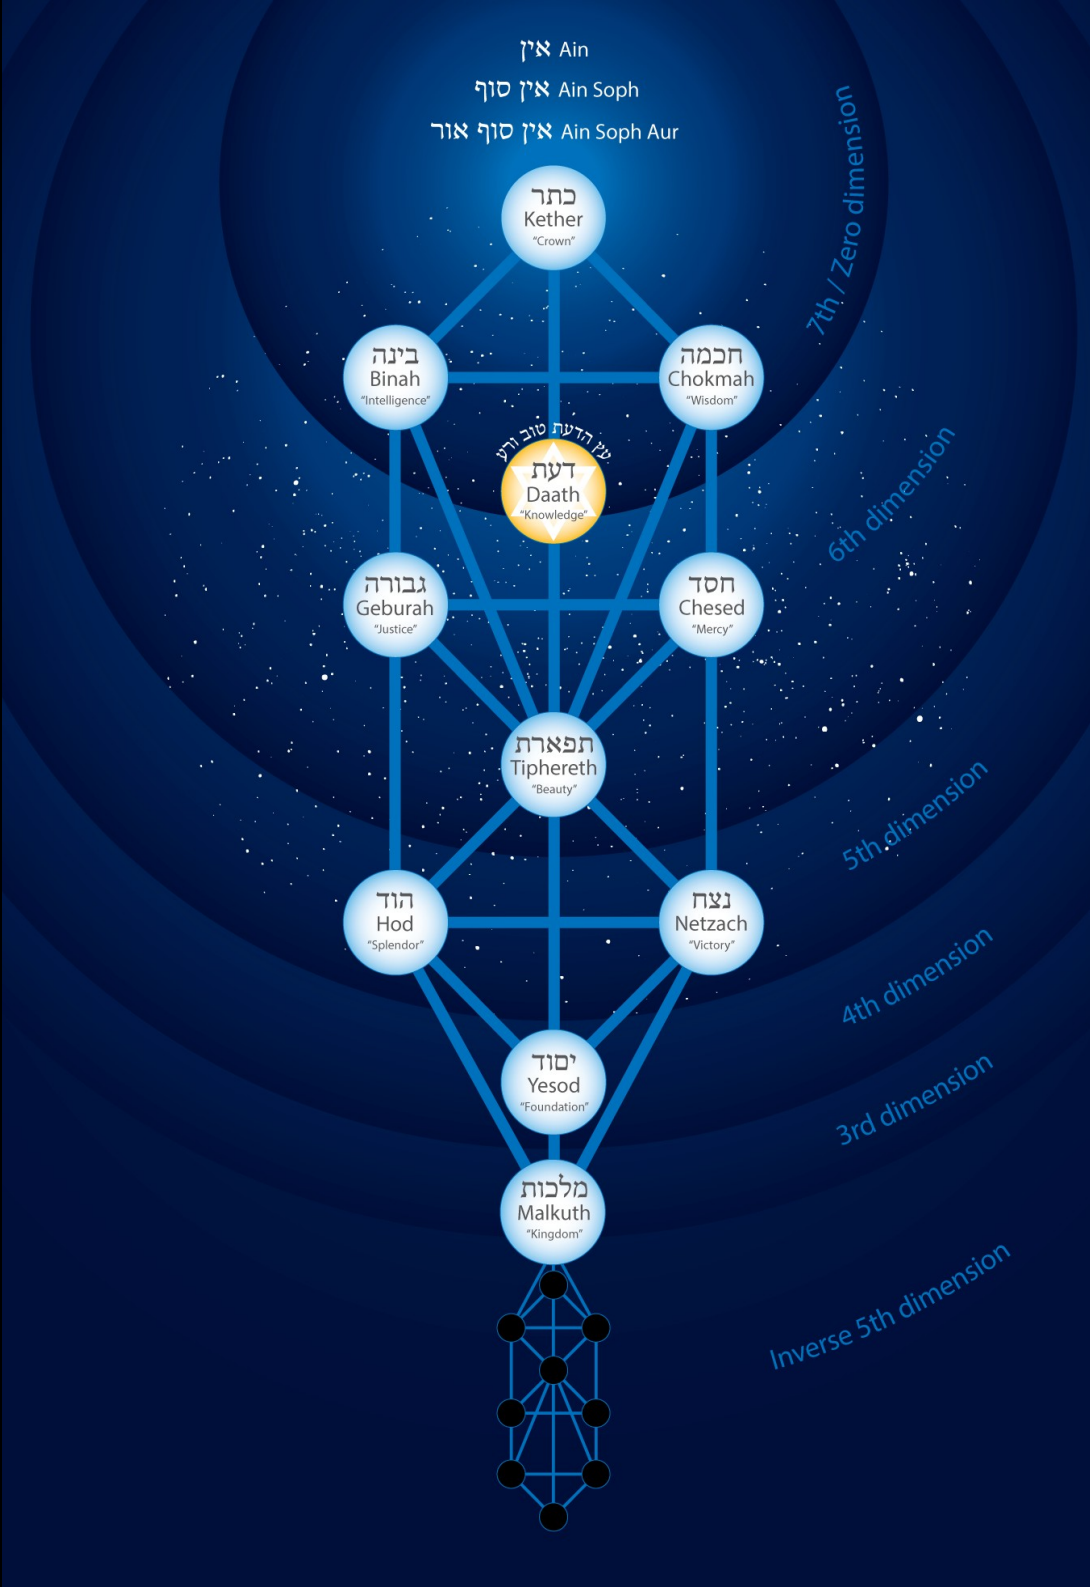 אין Ain
אין סוף Ain Soph
אין סוף אור Ain Soph Aur
7th / Zero dimension
כתר
Kether
“Crown”
בינה
Binah
“Intelligence”
חכמה
Chokmah
“Wisdom”
עץ הדעת טוב ורע
דעת
Daath
“Knowledge”
6th dimension
גבורה
Geburah
“Justice”
חסד
Chesed
“Mercy”
תפארת
Tiphereth
“Beauty”
5th dimension
הוד
Hod
“Splendor”
נצח
Netzach
“Victory”
4th dimension
יסוד
Yesod
“Foundation”
3rd dimension
מלכות
Malkuth
“Kingdom”
Inverse 5th dimension